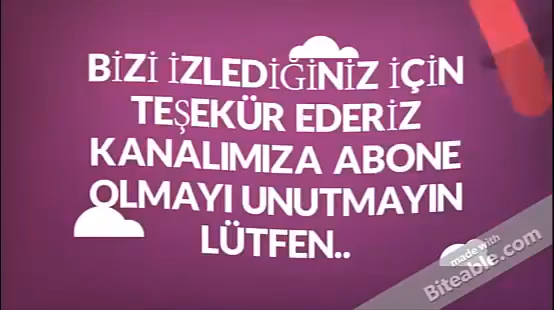 BİZİ İZLEDİĞİNİZ İÇİN
TEŞEKÜR EDERİZ
KANALIMIZA ABONE
OLMAYI UNUTMAYIN
LÜTFEN..
made with
Biteable.com